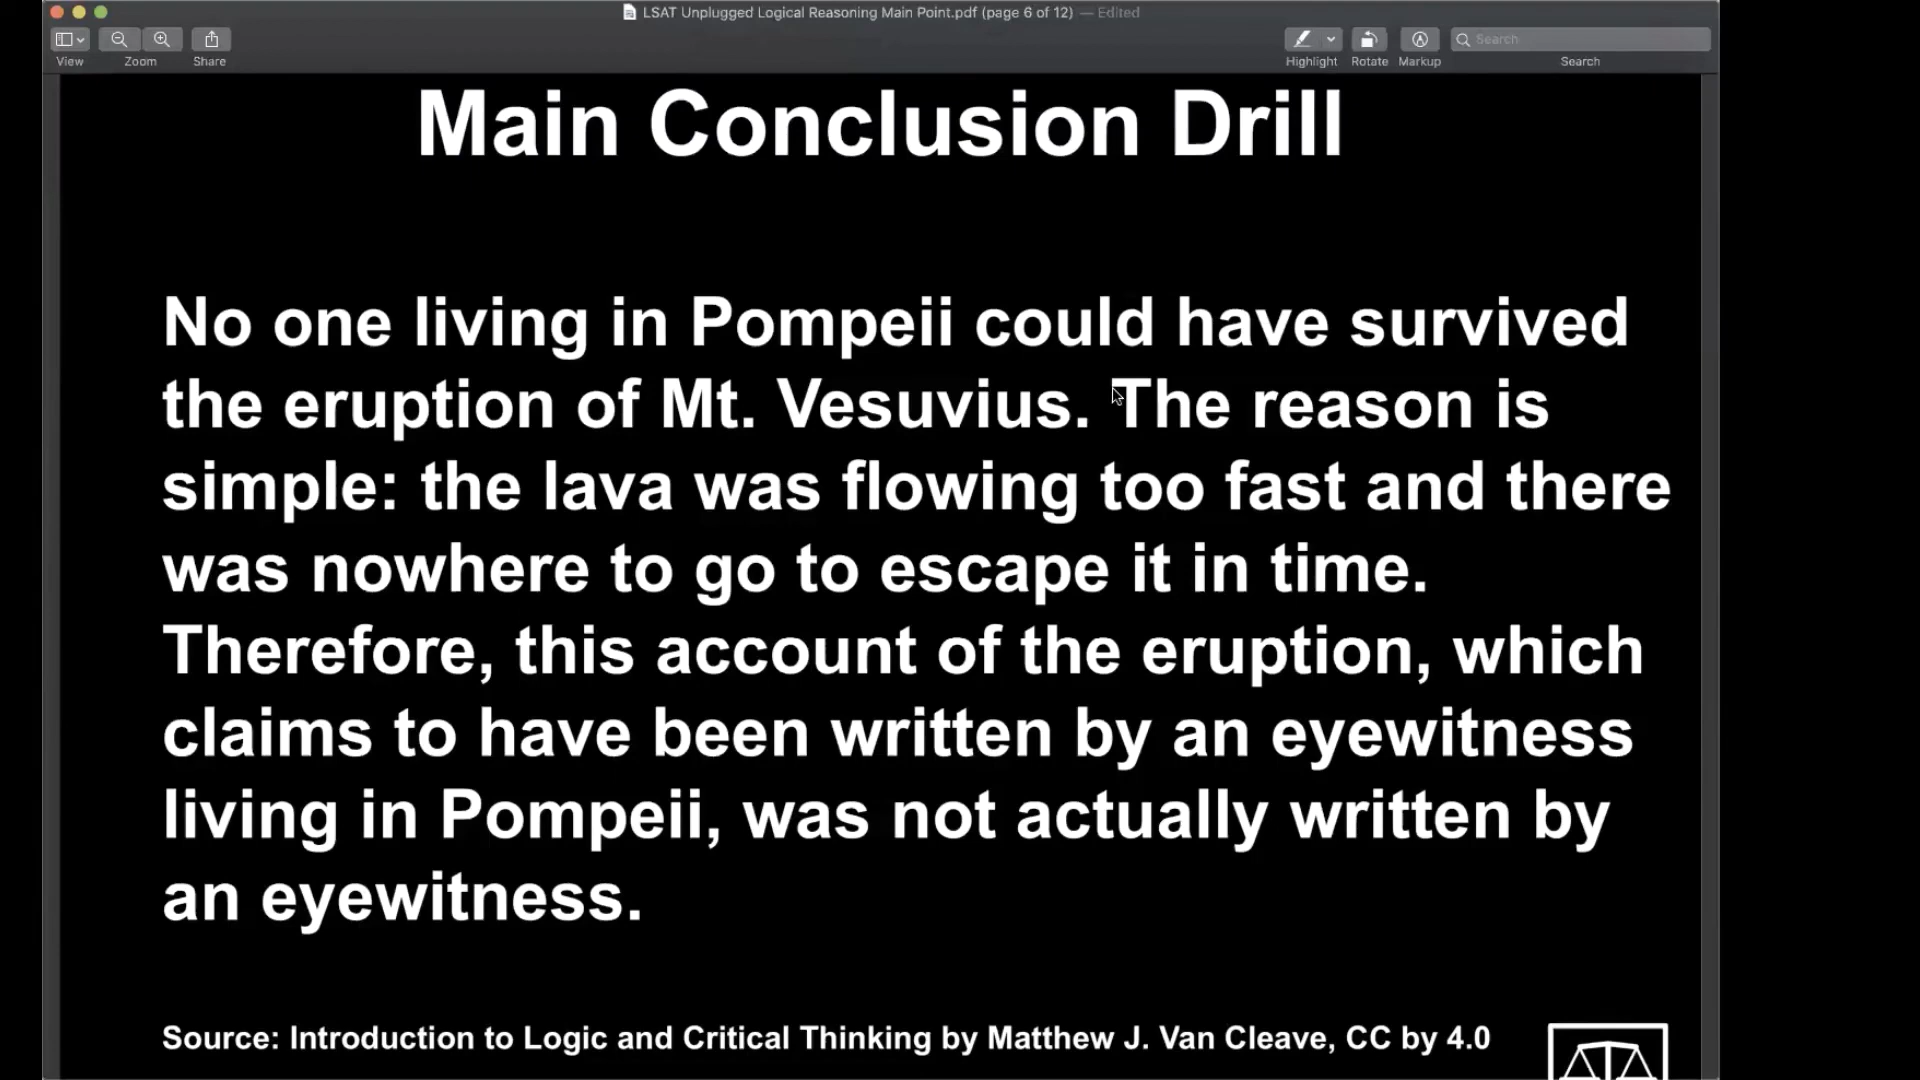 LSAT Unplugged Logical Reasoning Main Point.pdf (page 6 of 12) — Edited
View Zoom Share Highlight Rotate Markup Search
Search
Main Conclusion Drill
No one living in Pompeii could have survived
the eruption of Mt. Vesuvius. The reason is
simple: the lava was flowing too fast and there
was nowhere to go to escape it in time.
Therefore, this account of the eruption, which
claims to have been written by an eyewitness
living in Pompeii, was not actually written by
an eyewitness.
Source: Introduction to Logic and Critical Thinking by Matthew J. Van Cleave, CC by 4.0